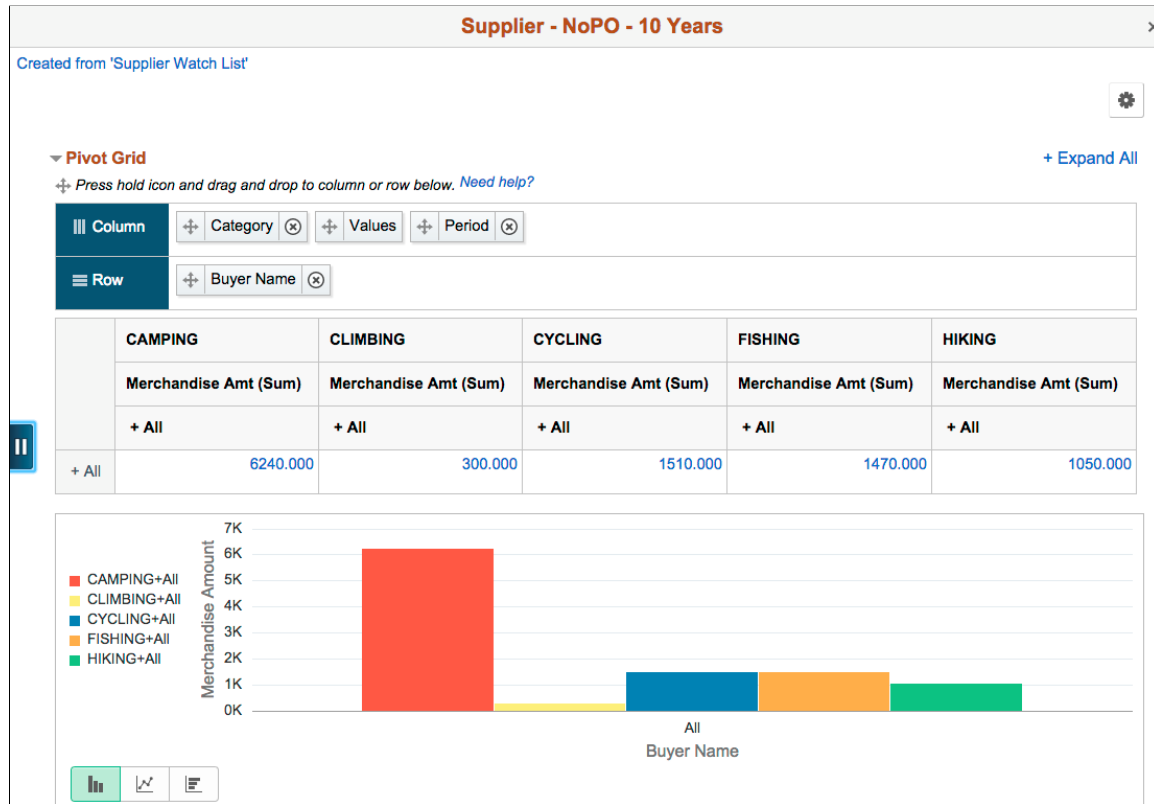 Supplier - NoPO - 10 Years
Created from 'Supplier Watch List'
Pivot Grid
+ Expand All
Press hold icon and drag and drop to column or row below. Need help?
Column Category Values Period
Row Buyer Name
CAMPING CLIMBING CYCLING FISHING HIKING
Merchandise Amt (Sum) Merchandise Amt (Sum) Merchandise Amt (Sum) Merchandise Amt (Sum) Merchandise Amt (Sum)
+ All + All + All + All + All
+ All 6240.000 300.000 1510.000 1470.000 1050.000
CAMPING+All
CLIMBING+All
CYCLING+All
FISHING+All
HIKING+All
Merchandise Amount
7K
6K
5K
4K
3K
2K
1K
0K
All
Buyer Name